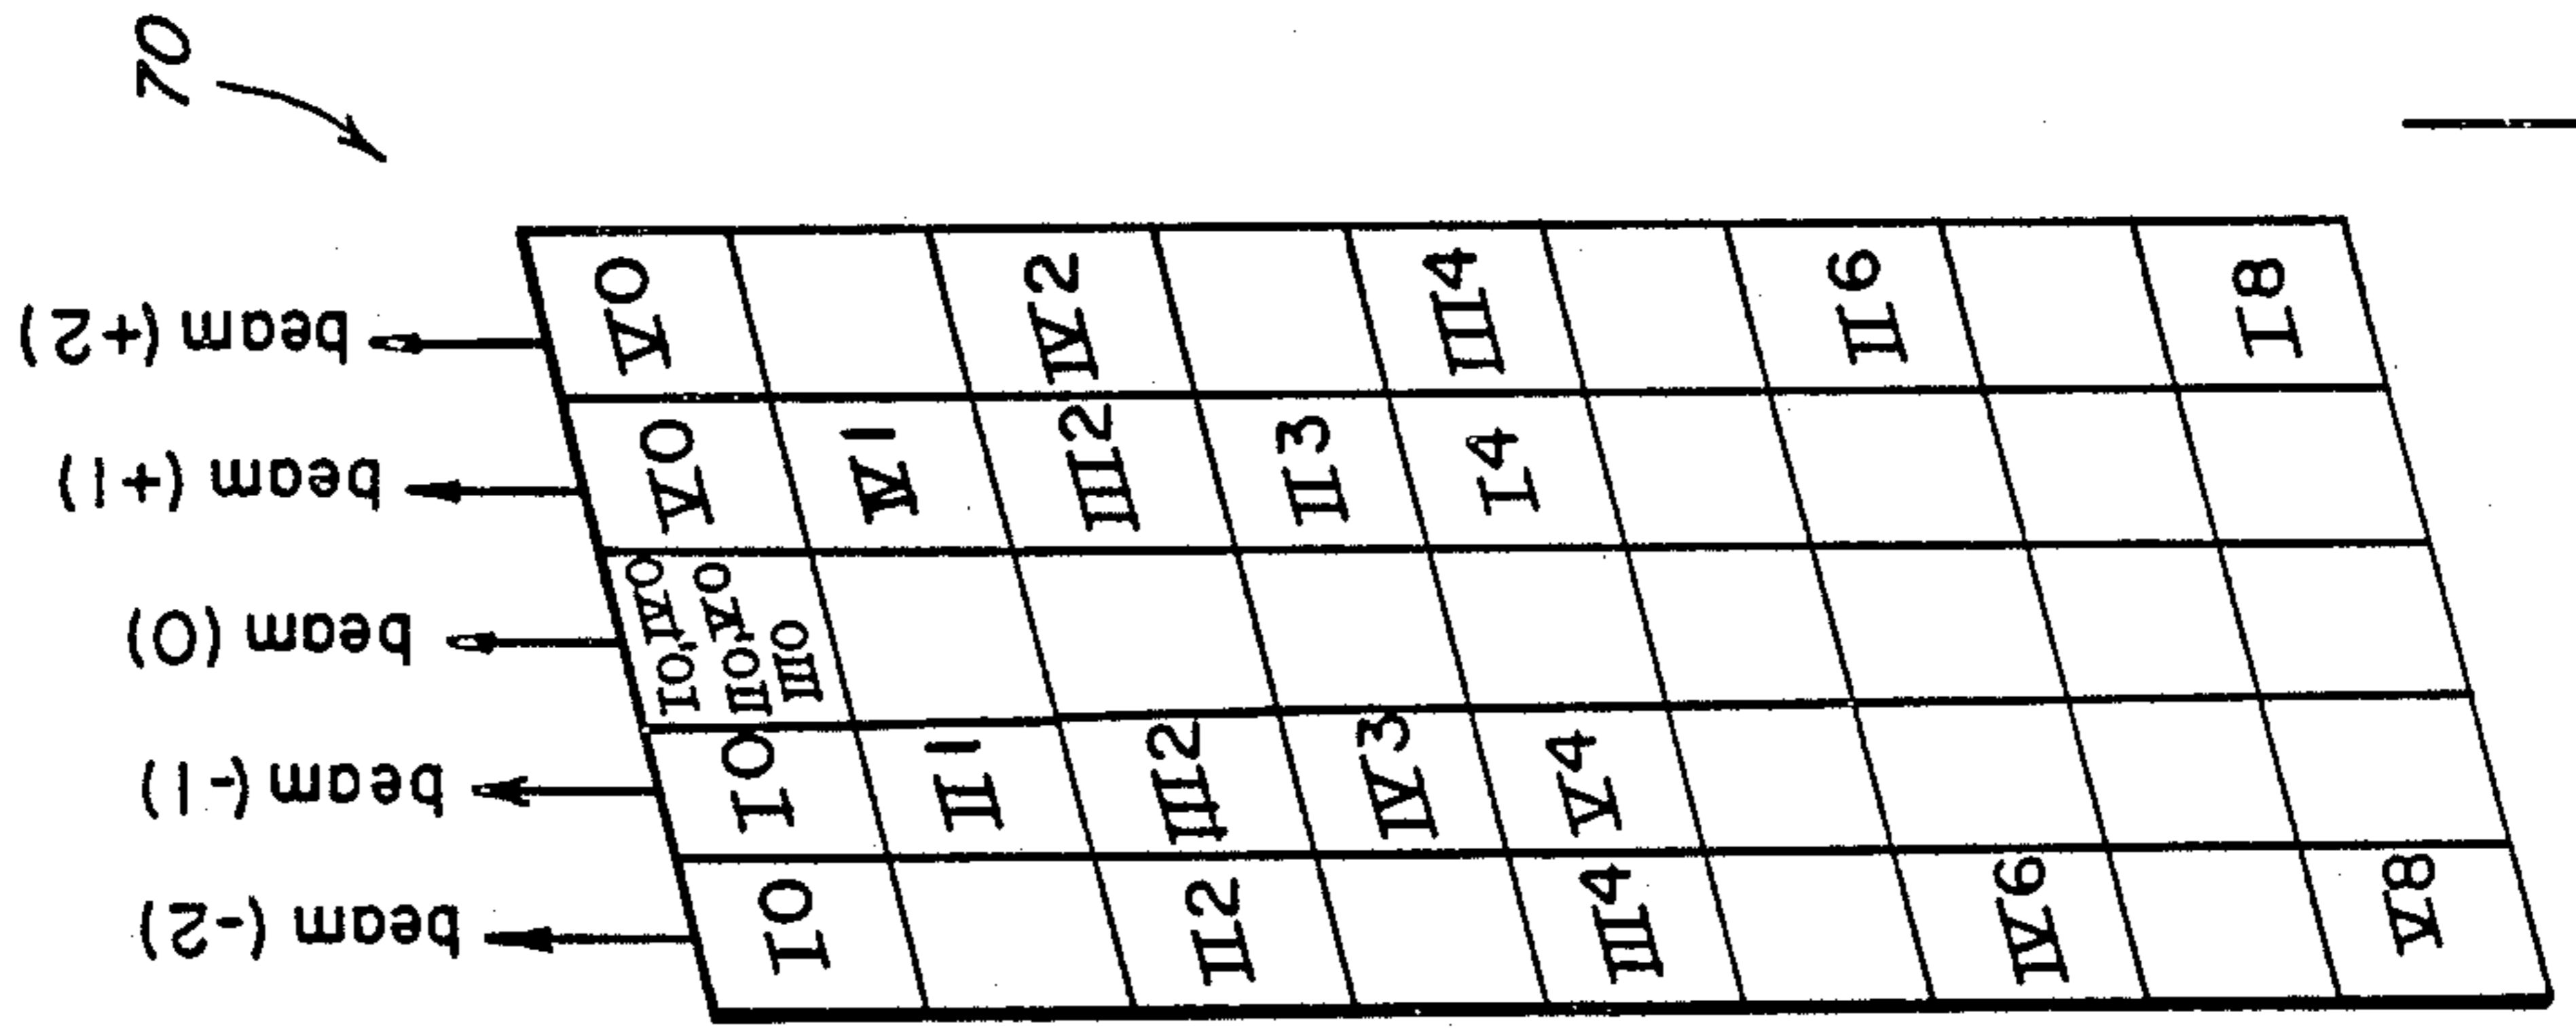 70
beam (-2) beam (-1) beam (0) beam (+1) beam (+2)
I0 I0 I0,IV0 V0 V0
II0,V0
III0
II1 IV1
II2 III2 III2 IV2
IV3 II3
III4 V4 I4 III4
IV6 II6
V8 I8